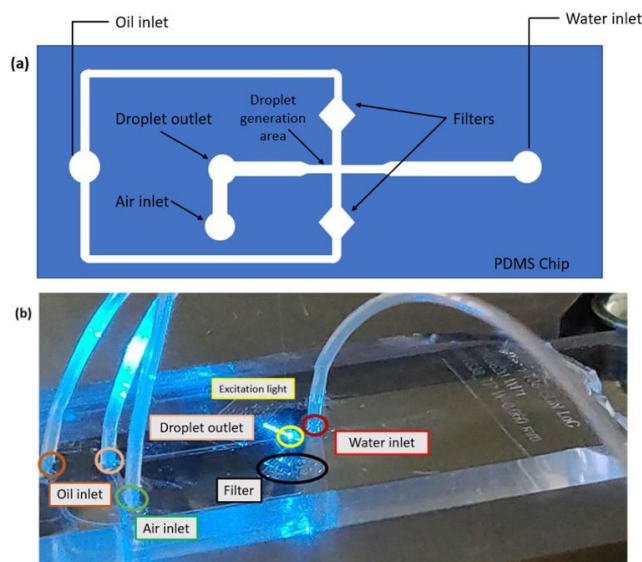 Oil inlet
Water inlet
(a)
Droplet
generation
area
Droplet outlet
Filters
Air inlet
PDMS Chip
(b)
Excitation light
Droplet outlet
Water inlet
Oil inlet
Filter
Air inlet